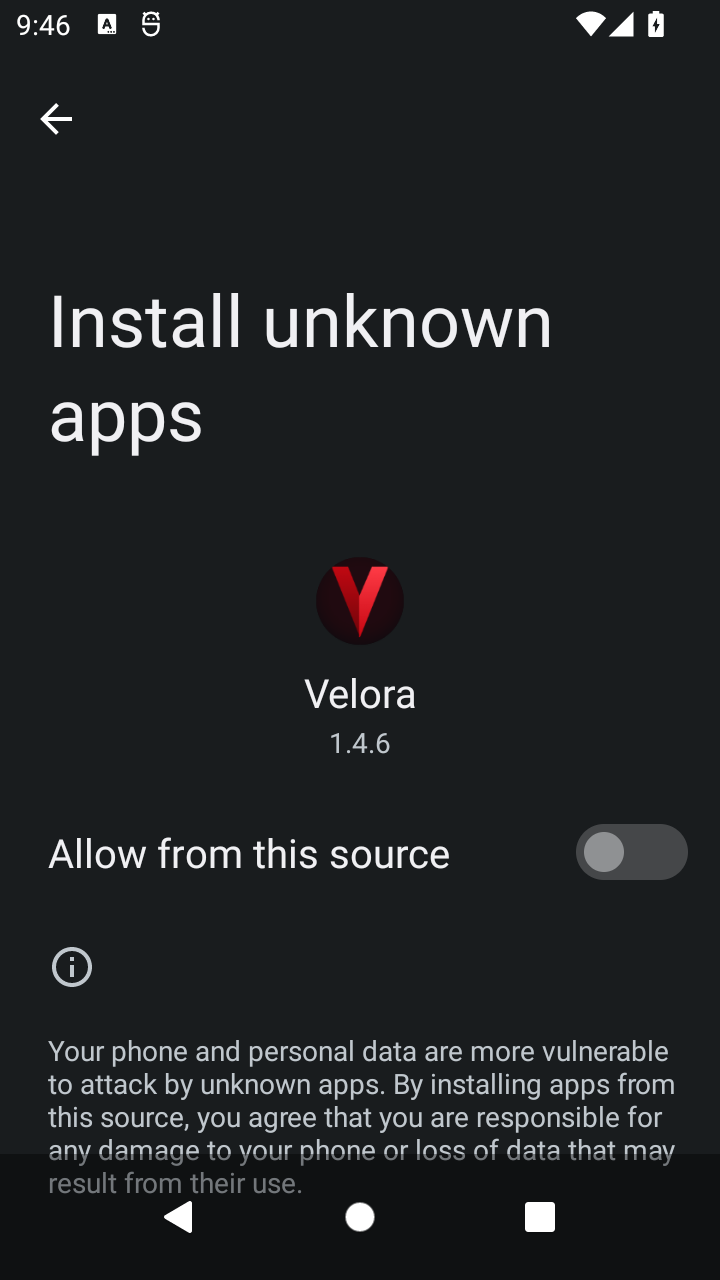 9:46
Install unknown
apps
Velora
1.4.6
Allow from this source
Your phone and personal data are more vulnerable
to attack by unknown apps. By installing apps from
this source, you agree that you are responsible for
any damage to your phone or loss of data that may
result from their use.